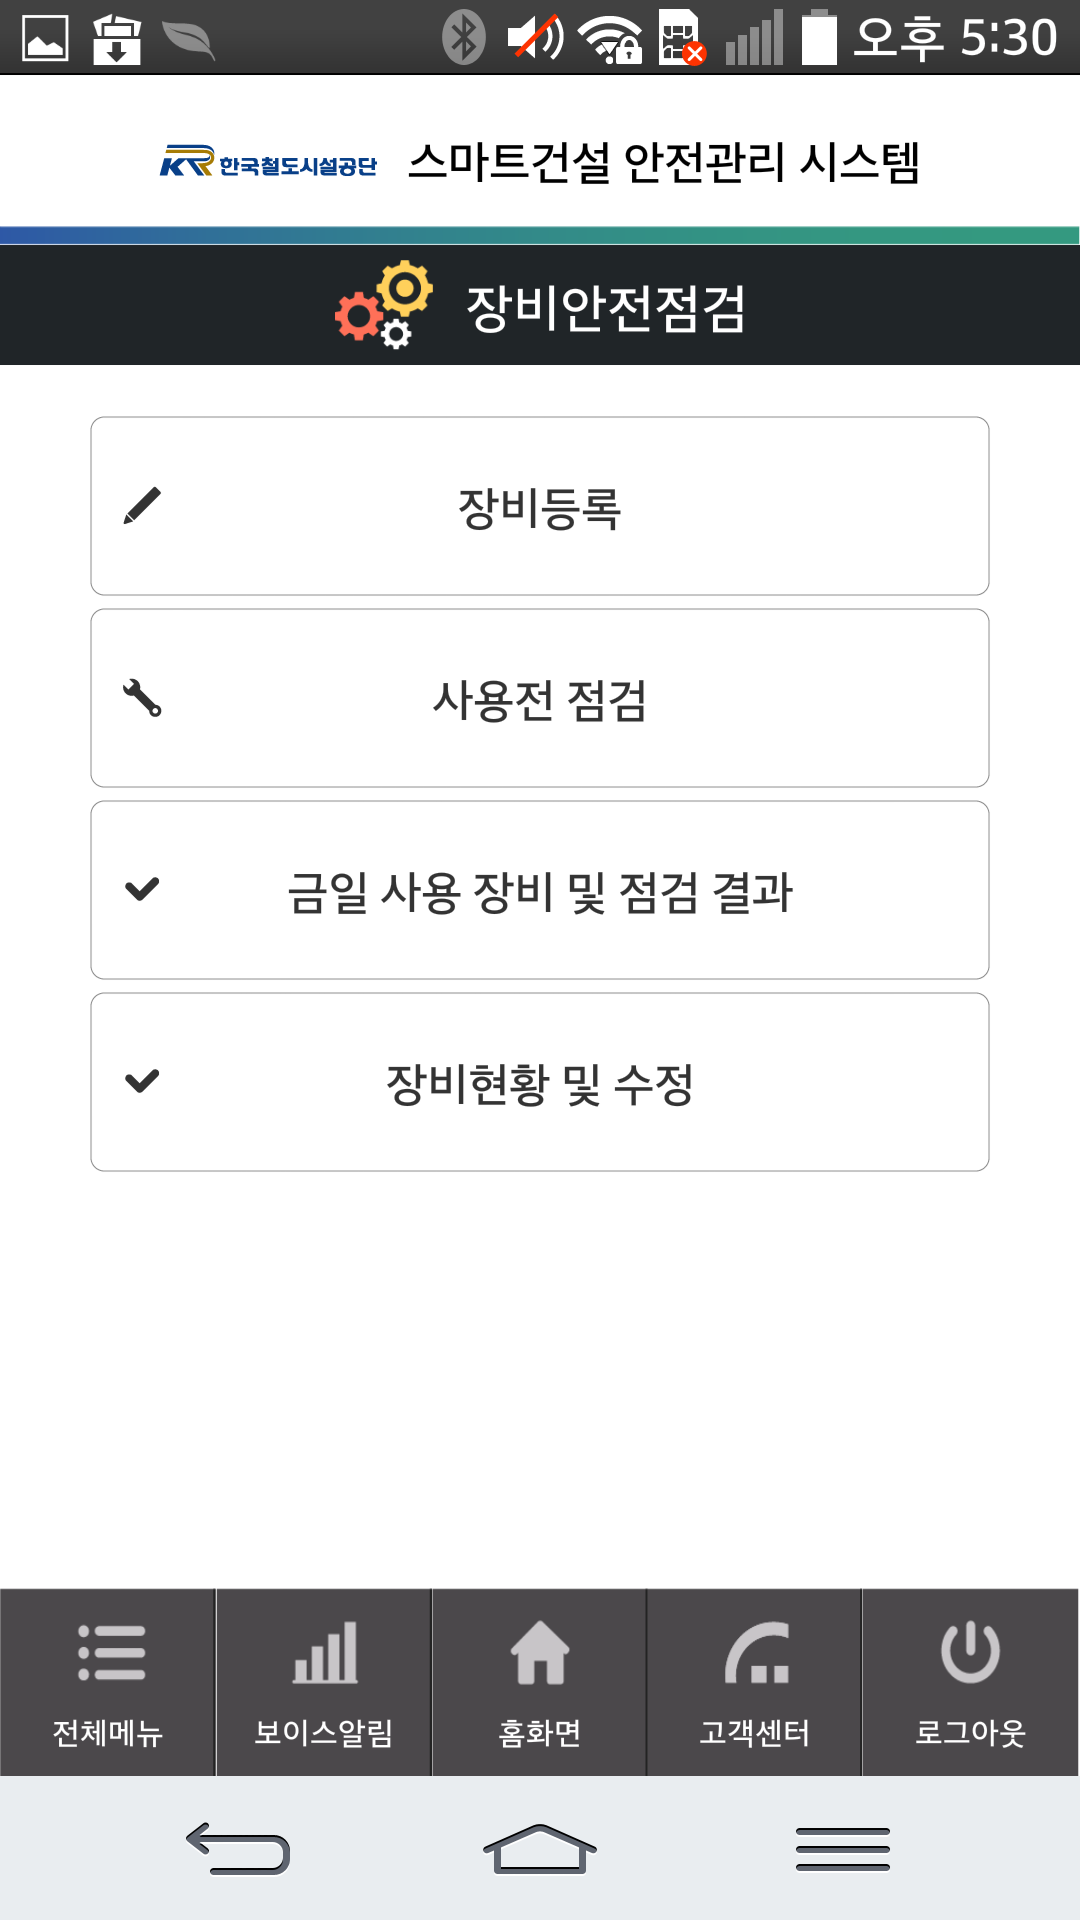 오후 5:30
KR 한국철도시설공단 스마트건설 안전관리 시스템
장비안전점검
장비등록
사용전 점검
금일 사용 장비 및 점검 결과
장비현황 및 수정
전체메뉴 보이스알림 홈화면 고객센터 로그아웃